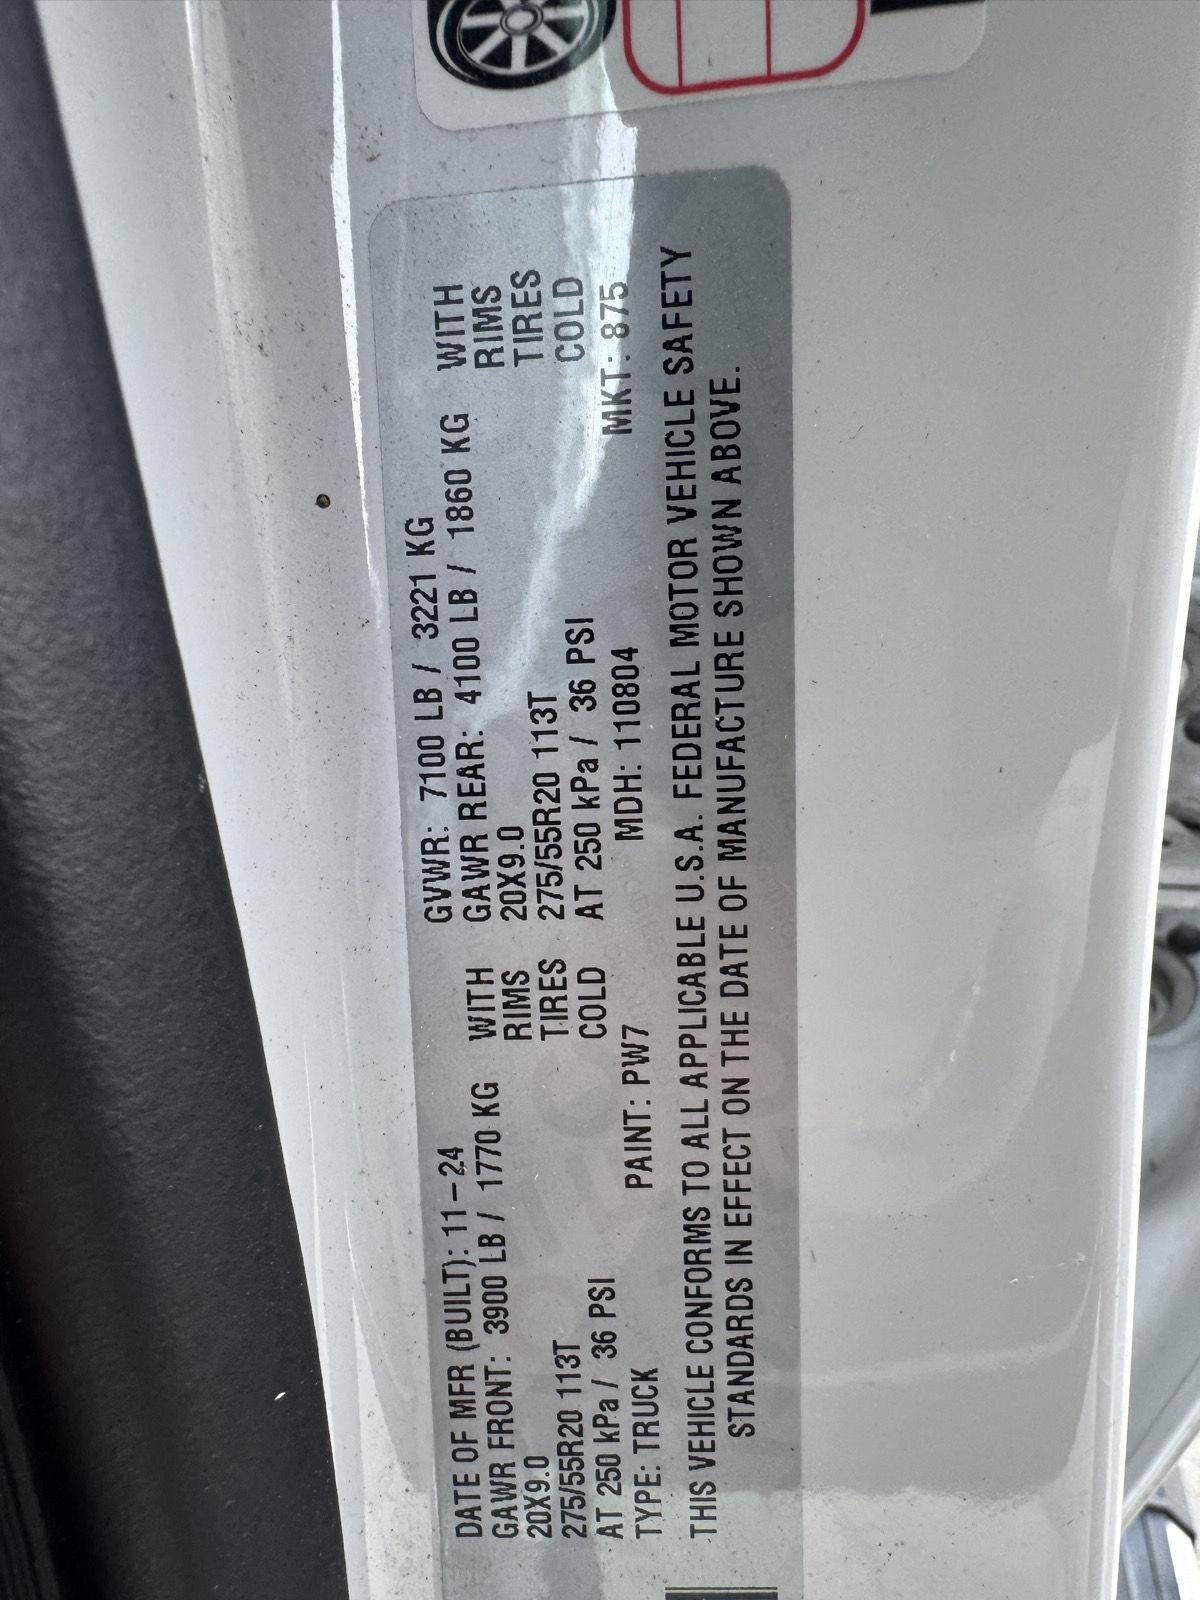 DATE OF MFR (BUILT): 11-24 GVWR: 7100 LB / 3221 KG
GAWR FRONT: 3900 LB / 1770 KG WITH GAWR REAR: 4100 LB / 1860 KG WITH
20X9.0 RIMS 20X9.0 RIMS
275/55R20 113T TIRES 275/55R20 113T TIRES
AT 250 kPa / 36 PSI COLD AT 250 kPa / 36 PSI COLD
TYPE: TRUCK PAINT: PW7 MDH: 110804 MKT: 875
THIS VEHICLE CONFORMS TO ALL APPLICABLE U.S.A. FEDERAL MOTOR VEHICLE SAFETY
STANDARDS IN EFFECT ON THE DATE OF MANUFACTURE SHOWN ABOVE.